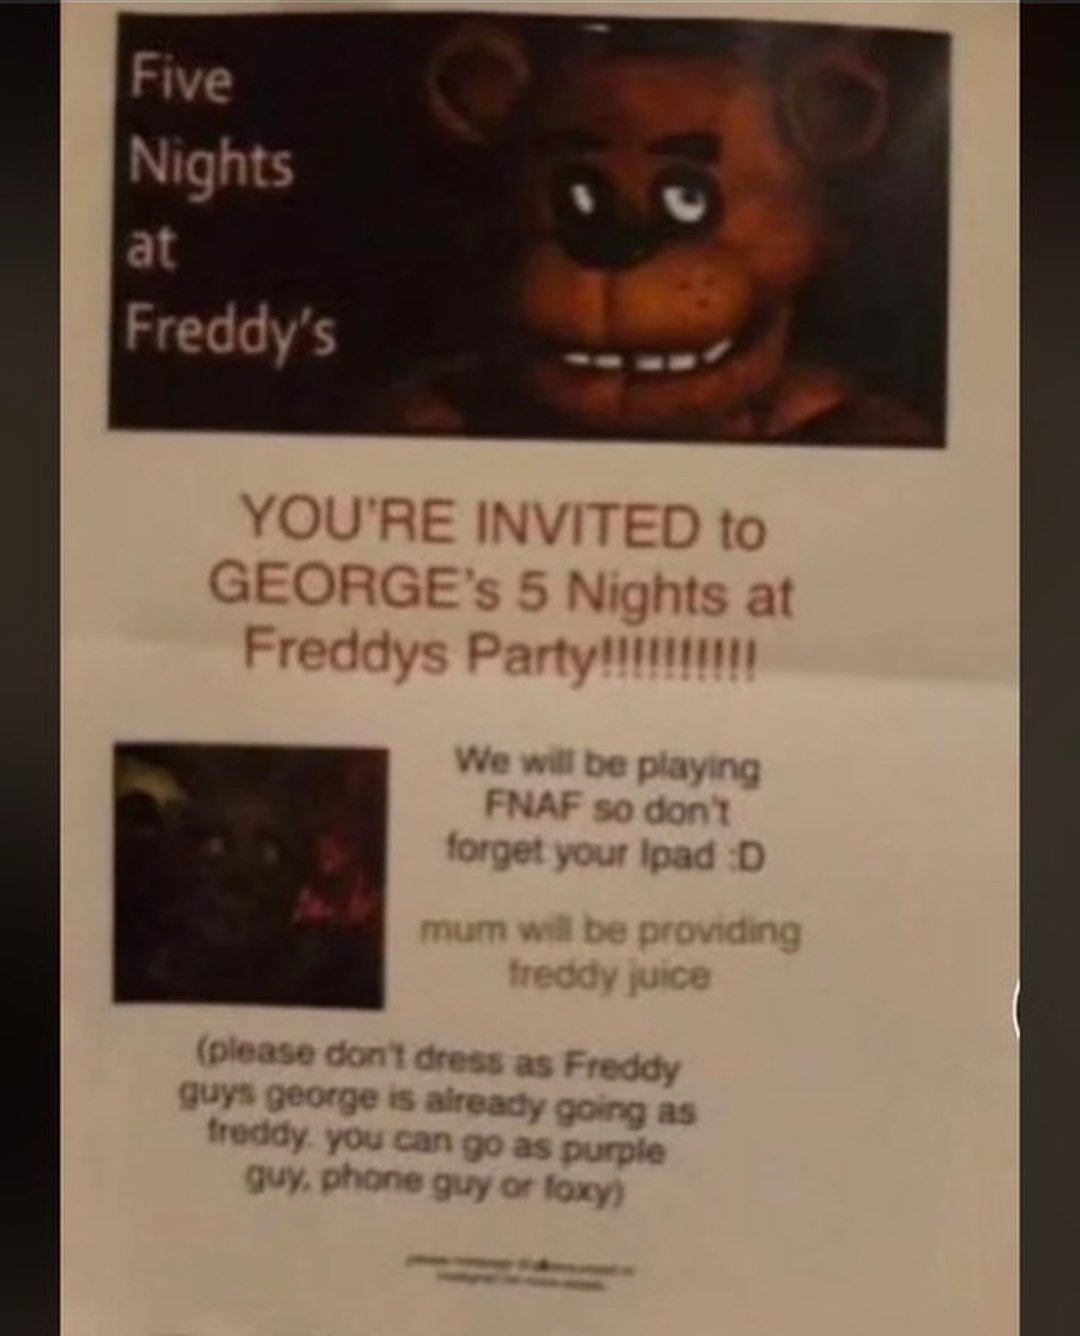 Five
Nights
at
Freddy's
YOU'RE INVITED to
GEORGE's 5 Nights at
Freddys Party!!!!!!!!!!!
We will be playing
FNAF so don't
forget your Ipad :D
mum will be providing
freddy juice
(please don't dress as Freddy
guys george is already going as
freddy. you can go as purple
guy, phone guy or foxy)